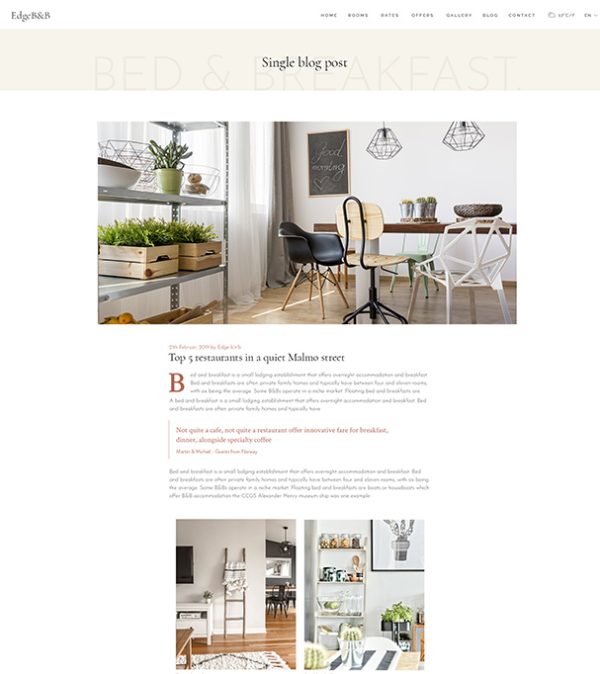 EdgeB&B
HOME ROOMS RATES OFFERS GALLERY BLOG CONTACT EN
BED & BREAKFAST.
Single blog post
good
morning
Top 5 restaurants in a quiet Malmo street
Bed and breakfast is a small lodging establishment that offers overnight accommodation and breakfast.
Bed and breakfasts are often private family homes and typically have between four and eleven rooms,
with six being the average. Some B&Bs operate in a niche market. Floating bed and breakfasts are
A bed and breakfast is a small lodging establishment that offers overnight accommodation and breakfast. Bed
and breakfasts are often private family homes and typically have
Not quite a cafe, not quite a restaurant offer innovative fare for breakfast,
dinner, alongside specialty coffee
Martin & Michael - Guests from Norway
Bed and breakfast is a small lodging establishment that offers overnight accommodation and breakfast. Bed
and breakfasts are often private family homes and typically have between four and eleven rooms, with six being
the average. Some B&Bs operate in a niche market. Floating bed and breakfasts are boats or houseboats which
offer B&B accommodation the CCGS Alexander Henry museum ship was one example